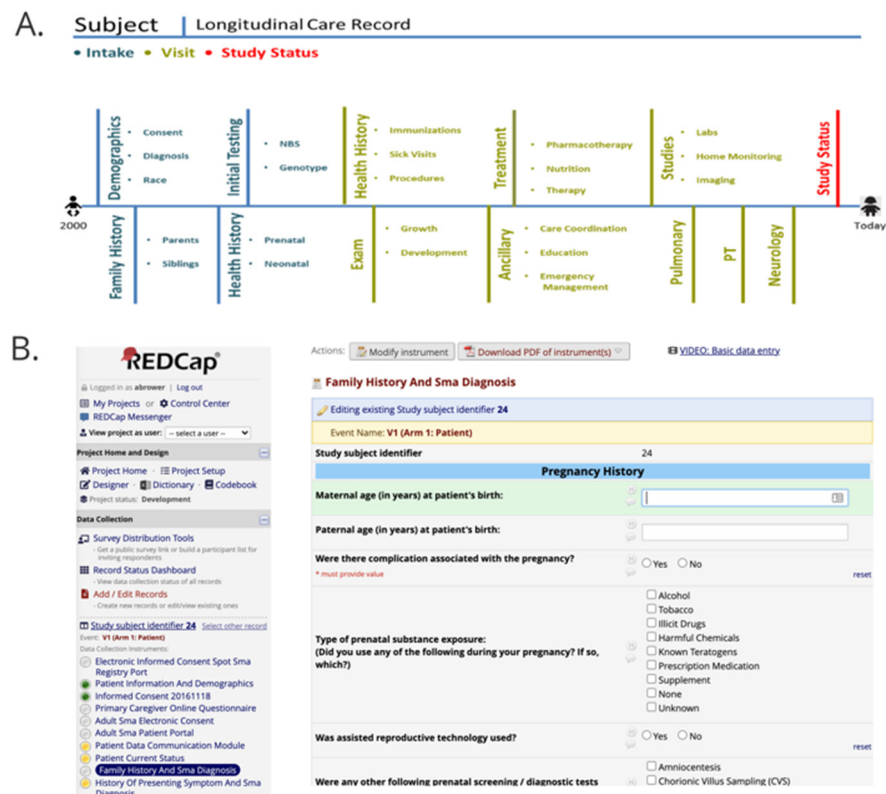 A.
Subject | Longitudinal Care Record
• Intake • Visit • Study Status
Demographics
• Consent
• Diagnosis
• Race
Initial Testing
• NBS
• Genotype
Health History
• Immunizations
• Sick Visits
• Procedures
Treatment
• Pharmacotherapy
• Nutrition
• Therapy
Studies
• Labs
• Home Monitoring
• Imaging
Study Status
2000
Today
Family History
• Parents
• Siblings
Health History
• Prenatal
• Neonatal
Exam
• Growth
• Development
Ancillary
• Care Coordination
• Education
• Emergency
Management
Pulmonary
PT
Neurology
B.
REDCap®
Logged in as abrower | Log out
My Projects or Control Center
REDCap Messenger
View project as user: -- select a user --
Project Home and Design
Project Home · Project Setup
Designer · Dictionary · Codebook
Project status: Development
Data Collection
Survey Distribution Tools
- Get a public survey link or build a participant list for
inviting respondents
Record Status Dashboard
- View data collection status of all records
Add / Edit Records
- Create new records or edit/view existing ones
Study subject identifier 24 Select other record
Event: V1 (Arm 1: Patient)
Data Collection Instruments:
Electronic Informed Consent Spot Sma
Registry Port
Patient Information And Demographics
Informed Consent 20161118
Primary Caregiver Online Questionnaire
Adult Sma Electronic Consent
Adult Sma Patient Portal
Patient Data Communication Module
Patient Current Status
Family History And Sma Diagnosis
History Of Presenting Symptom And Sma
Diagnosis
Actions: Modify instrument Download PDF of instrument(s) VIDEO: Basic data entry
Family History And Sma Diagnosis
Editing existing Study subject identifier 24
Event Name: V1 (Arm 1: Patient)
Study subject identifier 24
Pregnancy History
Maternal age (in years) at patient's birth:
Paternal age (in years) at patient's birth:
Were there complication associated with the pregnancy? Yes No
* must provide value
reset
Type of prenatal substance exposure:
(Did you use any of the following during your pregnancy? If so,
which?)
Alcohol
Tobacco
Illicit Drugs
Harmful Chemicals
Known Teratogens
Prescription Medication
Supplement
None
Unknown
Was assisted reproductive technology used? Yes No
reset
Were any other following prenatal screening / diagnostic tests
Amniocentesis
Chorionic Villus Sampling (CVS)